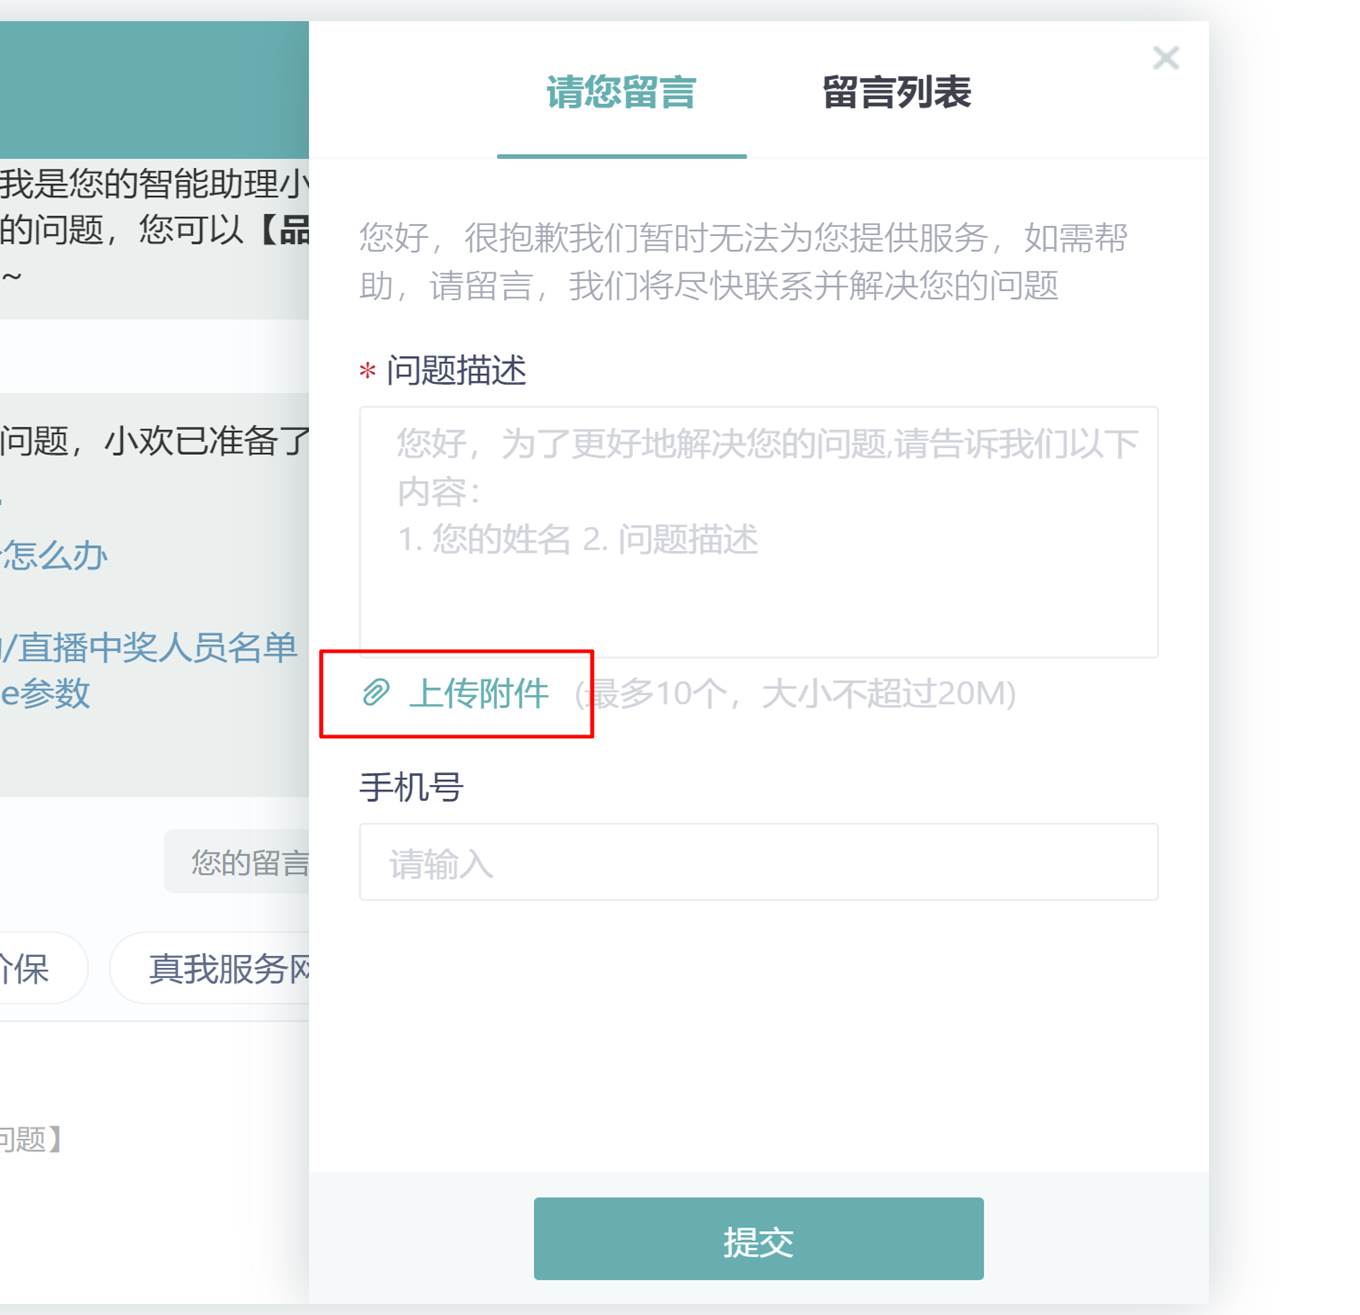 请您留言
留言列表
我是您的智能助理小
的问题，您可以【品
~
您好，很抱歉我们暂时无法为您提供服务，如需帮
助，请留言，我们将尽快联系并解决您的问题
* 问题描述
您好，为了更好地解决您的问题,请告诉我们以下
内容：
1. 您的姓名 2. 问题描述
问题，小欢已准备了
怎么办
/直播中奖人员名单
e参数
上传附件 (最多10个，大小不超过20M)
手机号
请输入
您的留言
价保
真我服务网
问题】
提交